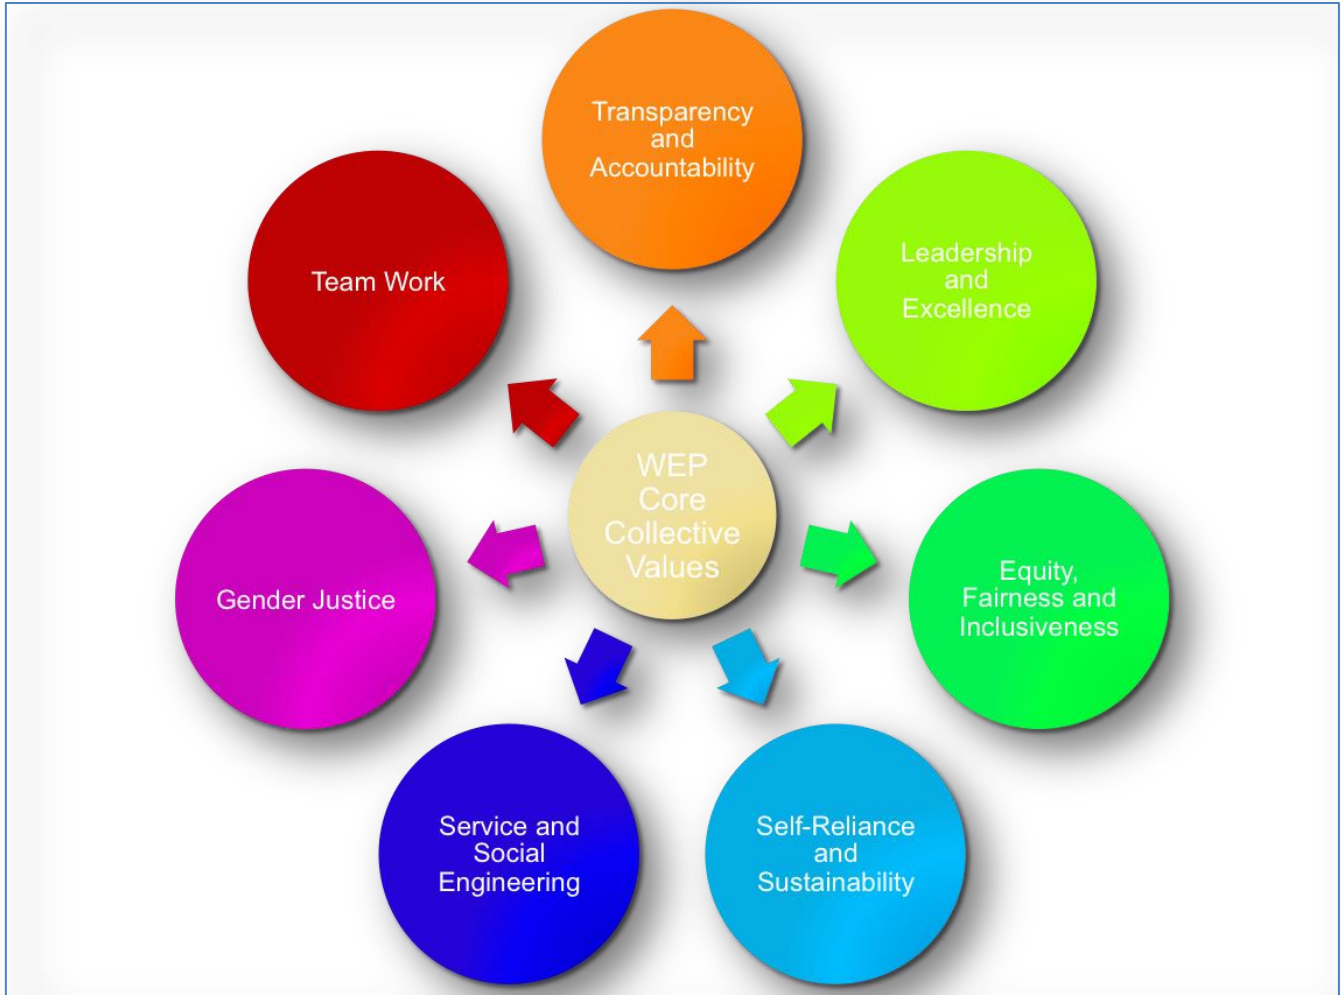 Transparency
and
Accountability
Leadership
and
Excellence
Equity,
Fairness and
Inclusiveness
Self-Reliance
and
Sustainability
Service and
Social
Engineering
Gender Justice
Team Work
WEP
Core
Collective
Values